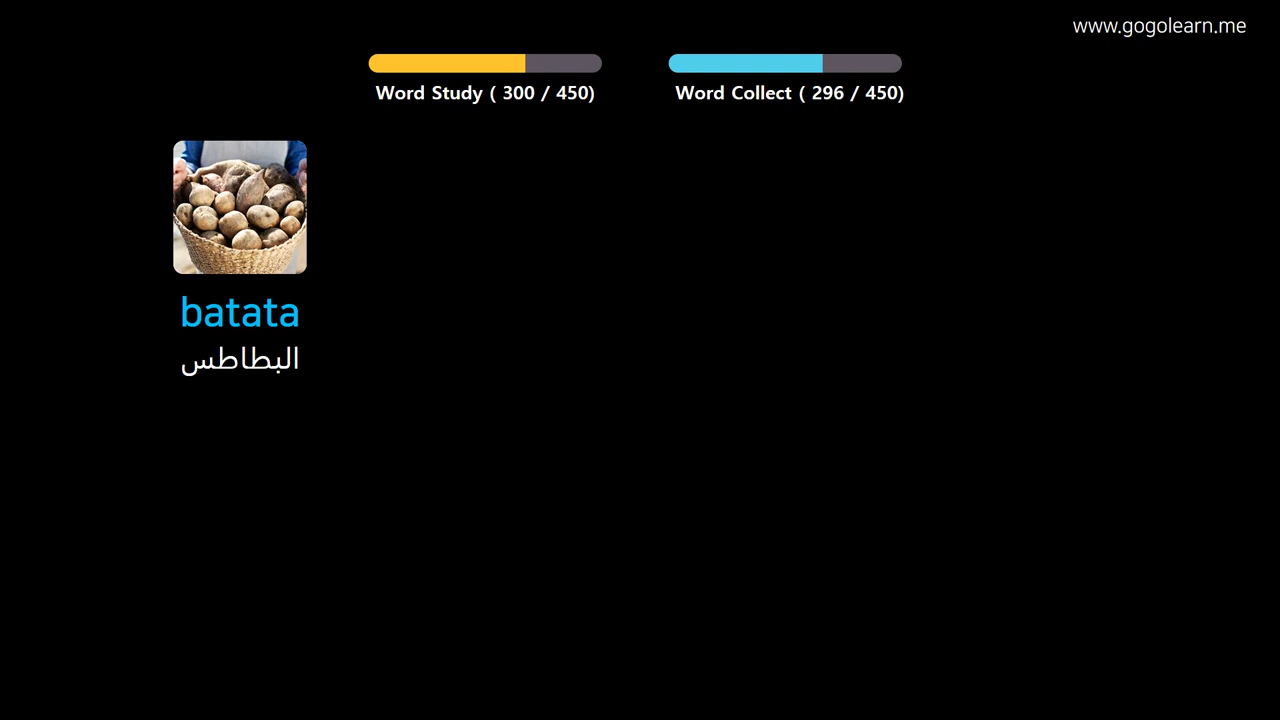 www.gogolearn.me
Word Study ( 300 / 450)
Word Collect ( 296 / 450)
batata
البطاطس